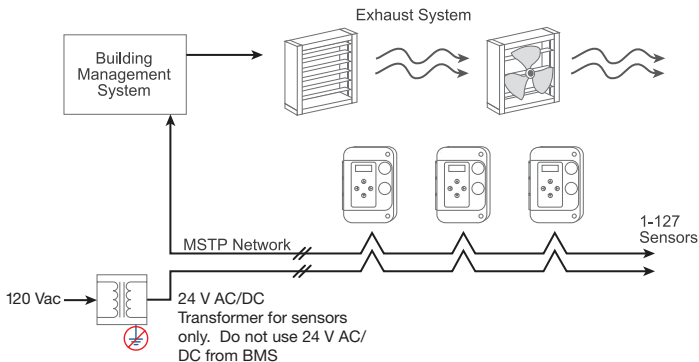 Exhaust System
Building
Management
System
MSTP Network
1-127
Sensors
120 Vac
24 V AC/DC
Transformer for sensors
only.  Do not use 24 V AC/
DC from BMS